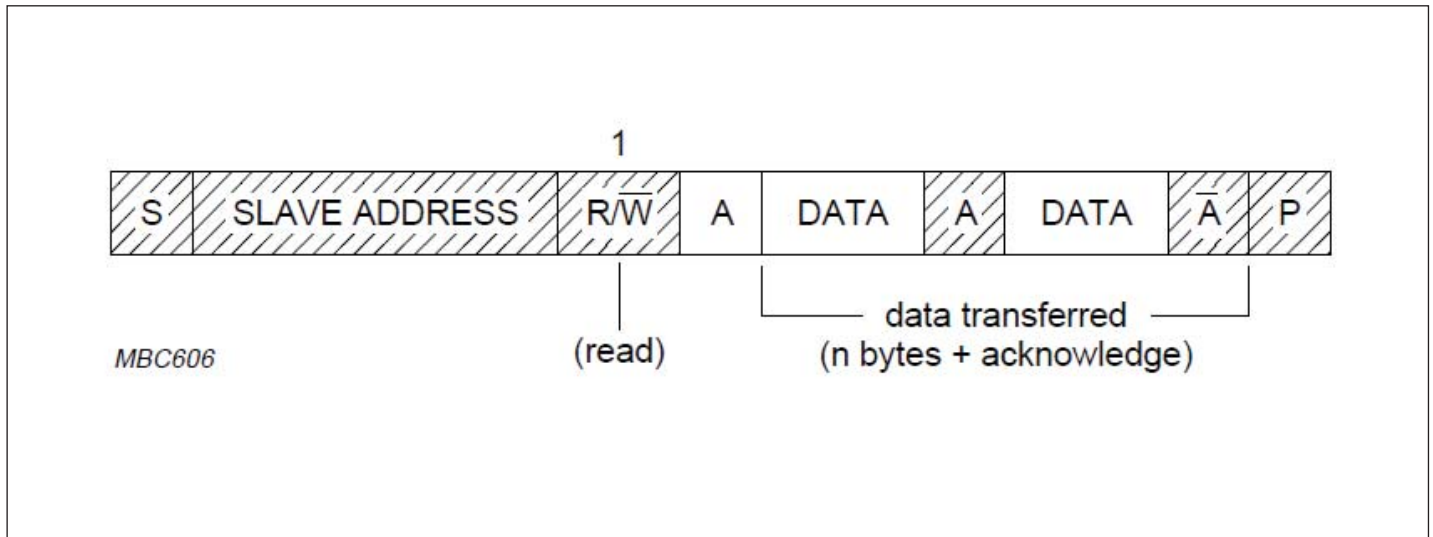 1
S SLAVE ADDRESS R/W̅ A DATA A DATA A̅ P
data transferred
(read) (n bytes + acknowledge)
MBC606